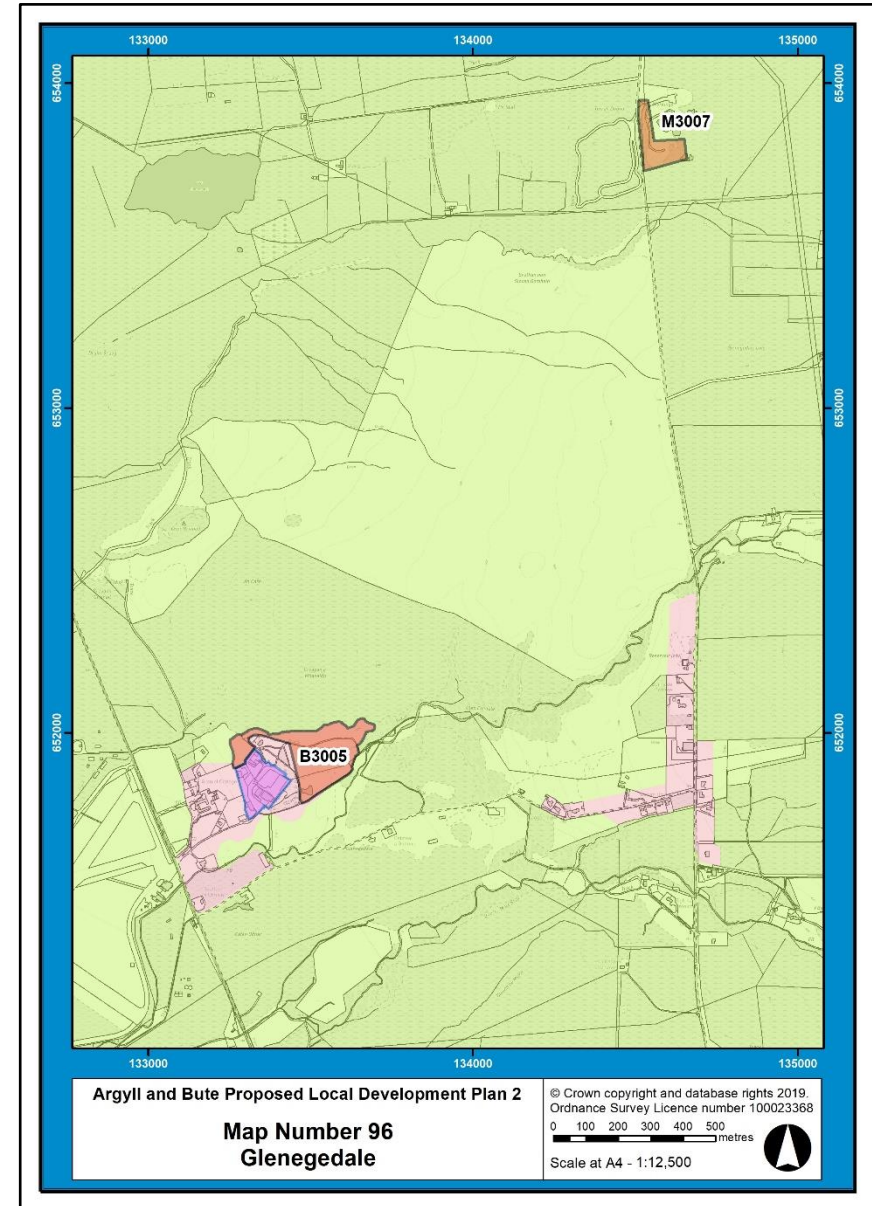 133000
134000
135000
654000
654000
M3007
653000
653000
652000
652000
B3005
133000
134000
135000
Argyll and Bute Proposed Local Development Plan 2
Map Number 96
Glenegedale
© Crown copyright and database rights 2019.
Ordnance Survey Licence number 100023368
0 100 200 300 400 500
metres
Scale at A4 - 1:12,500